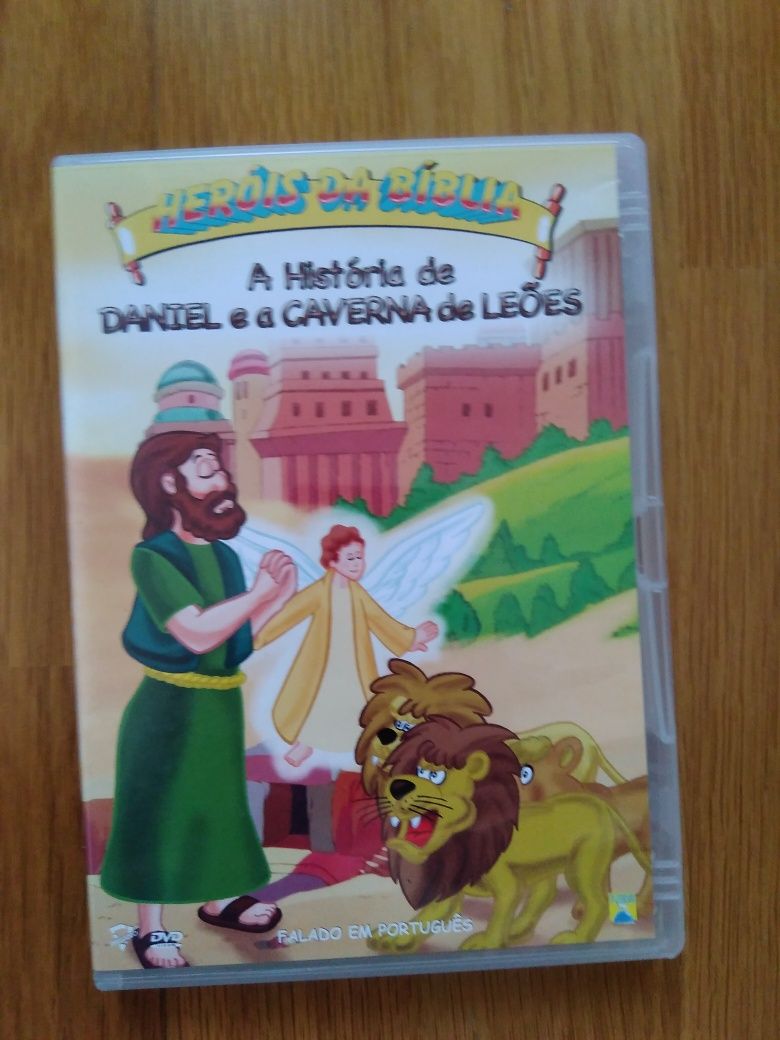 HERÓIS DA BÍBLIA
A História de
DANIEL e a CAVERNA de LEÕES
DVD
FALADO EM PORTUGUÊS